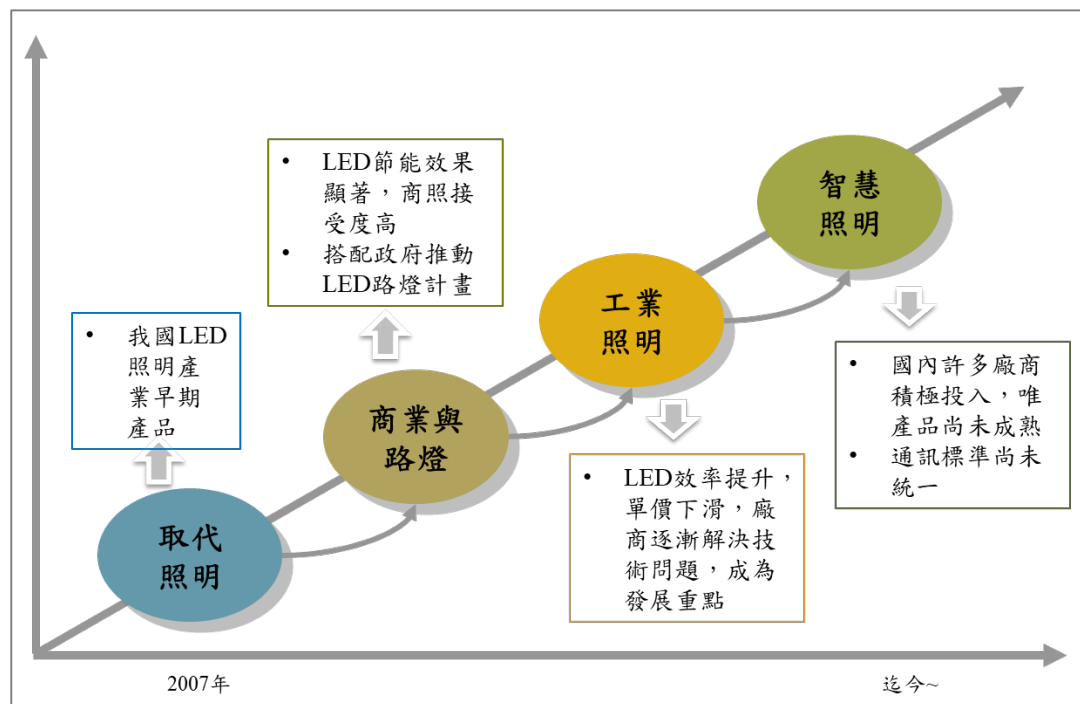 • LED節能效果
顯著，商照接
受度高
• 搭配政府推動
LED路燈計畫
智慧
照明
工業
照明
• 我國LED
照明產
業早期
產品
• 國內許多廠商
積極投入，唯
產品尚未成熟
• 通訊標準尚未
統一
商業與
路燈
• LED效率提升，
單價下滑，廠
商逐漸解決技
術問題，成為
發展重點
取代
照明
2007年
迄今~